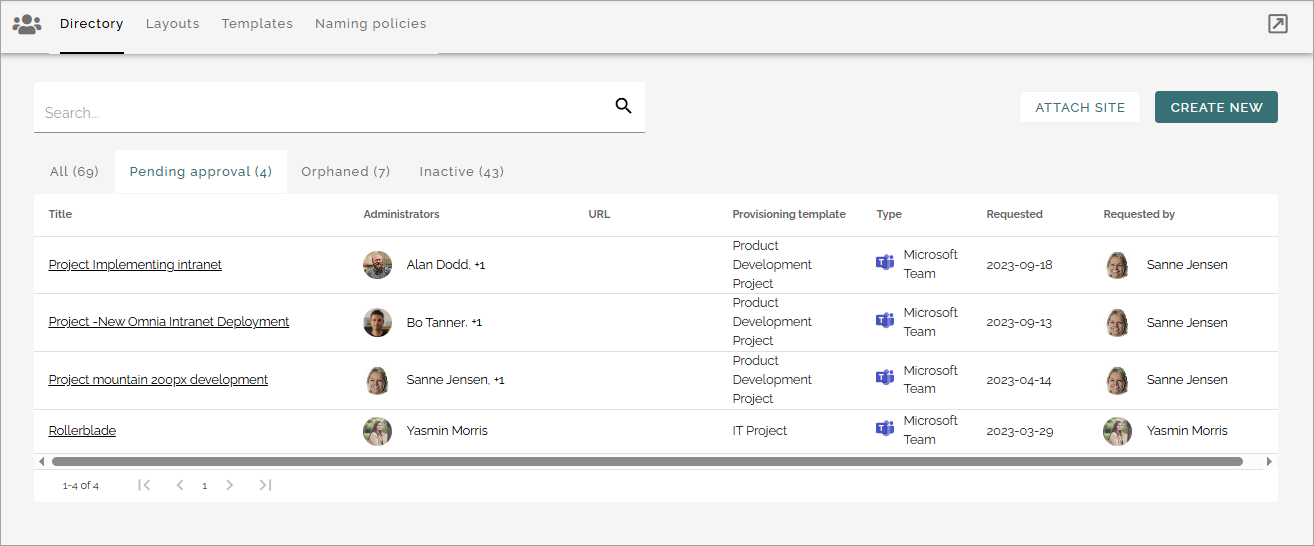 Directory Layouts Templates Naming policies
Search...
ATTACH SITE CREATE NEW
All (69) Pending approval (4) Orphaned (7) Inactive (43)
Title Administrators URL Provisioning template Type Requested Requested by
Project Implementing intranet Alan Dodd, +1 Product Development Project Microsoft Team 2023-09-18 Sanne Jensen
Project -New Omnia Intranet Deployment Bo Tanner, +1 Product Development Project Microsoft Team 2023-09-13 Sanne Jensen
Project mountain 200px development Sanne Jensen, +1 Product Development Project Microsoft Team 2023-04-14 Sanne Jensen
Rollerblade Yasmin Morris IT Project Microsoft Team 2023-03-29 Yasmin Morris
1-4 of 4 1